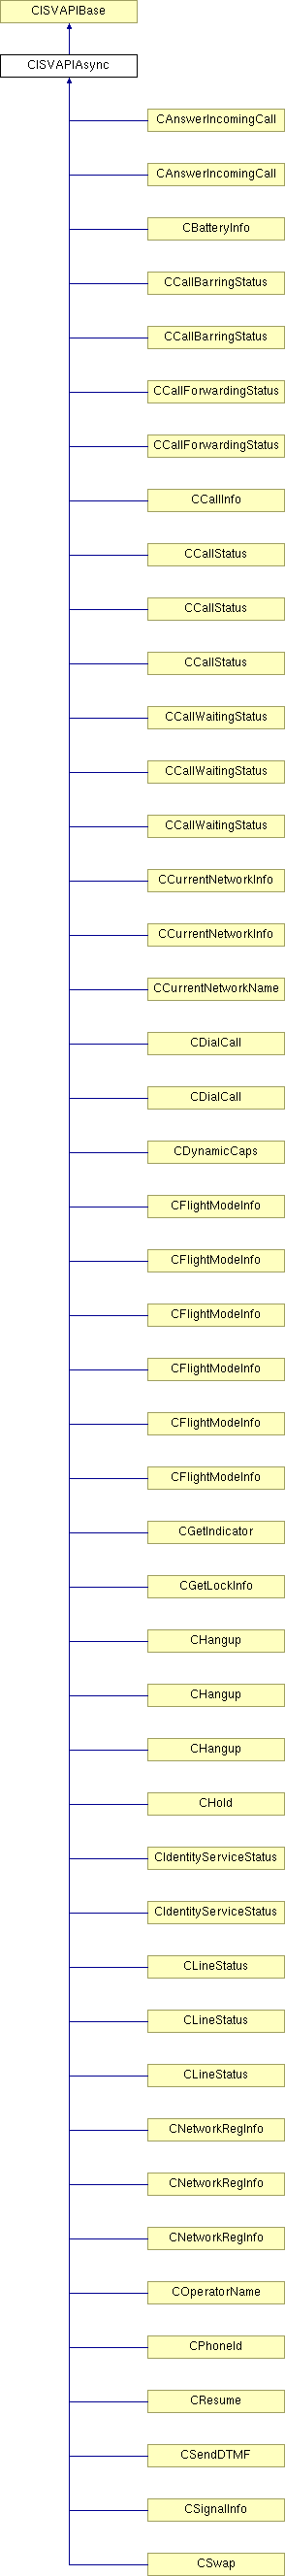 CISVAPIBase
CISVAPIAsync
CAnswerIncomingCall
CAnswerIncomingCall
CBatteryInfo
CCallBarringStatus
CCallBarringStatus
CCallForwardingStatus
CCallForwardingStatus
CCallInfo
CCallStatus
CCallStatus
CCallStatus
CCallWaitingStatus
CCallWaitingStatus
CCallWaitingStatus
CCurrentNetworkInfo
CCurrentNetworkInfo
CCurrentNetworkName
CDialCall
CDialCall
CDynamicCaps
CFlightModeInfo
CFlightModeInfo
CFlightModeInfo
CFlightModeInfo
CFlightModeInfo
CFlightModeInfo
CGetIndicator
CGetLockInfo
CHangup
CHangup
CHangup
CHold
CIdentityServiceStatus
CIdentityServiceStatus
CLineStatus
CLineStatus
CLineStatus
CNetworkRegInfo
CNetworkRegInfo
CNetworkRegInfo
COperatorName
CPhoneId
CResume
CSendDTMF
CSignalInfo
CSwap